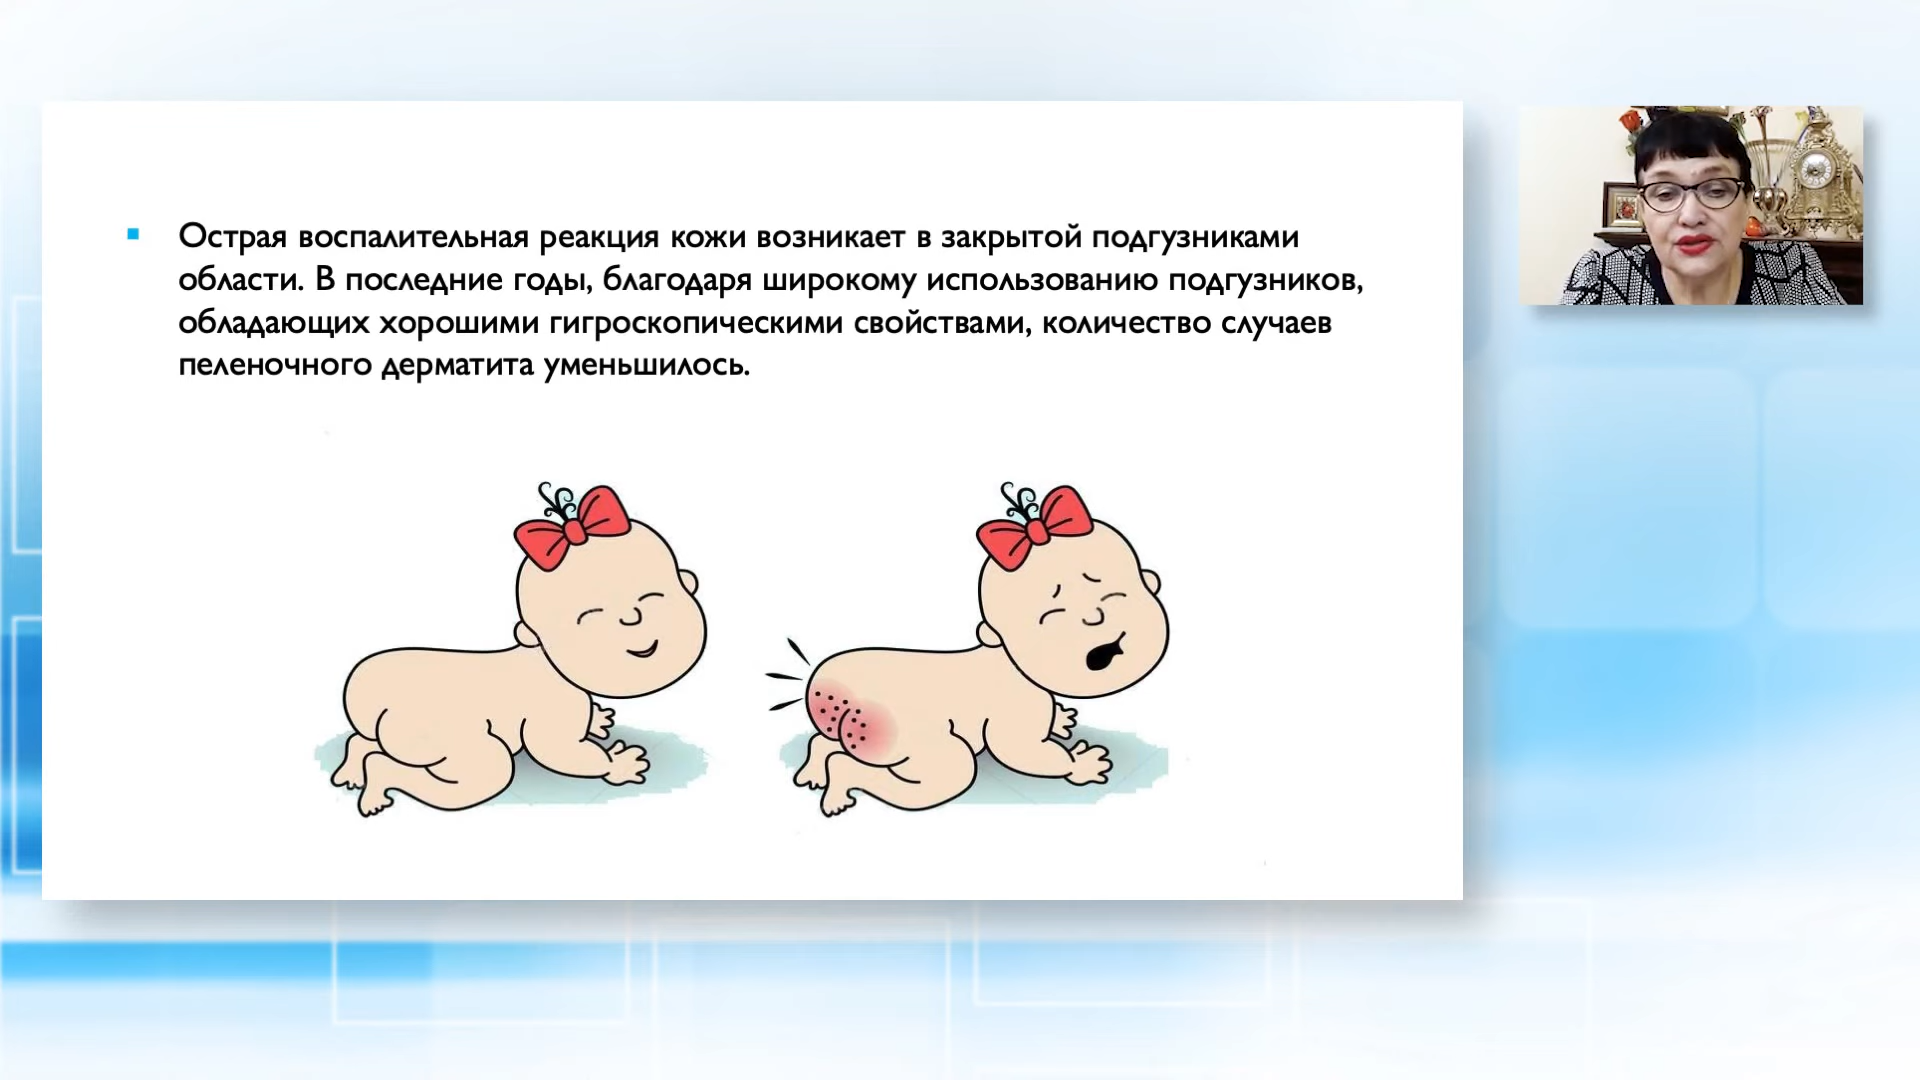 Острая воспалительная реакция кожи возникает в закрытой подгузниками
области. В последние годы, благодаря широкому использованию подгузников,
обладающих хорошими гигроскопическими свойствами, количество случаев
пеленочного дерматита уменьшилось.